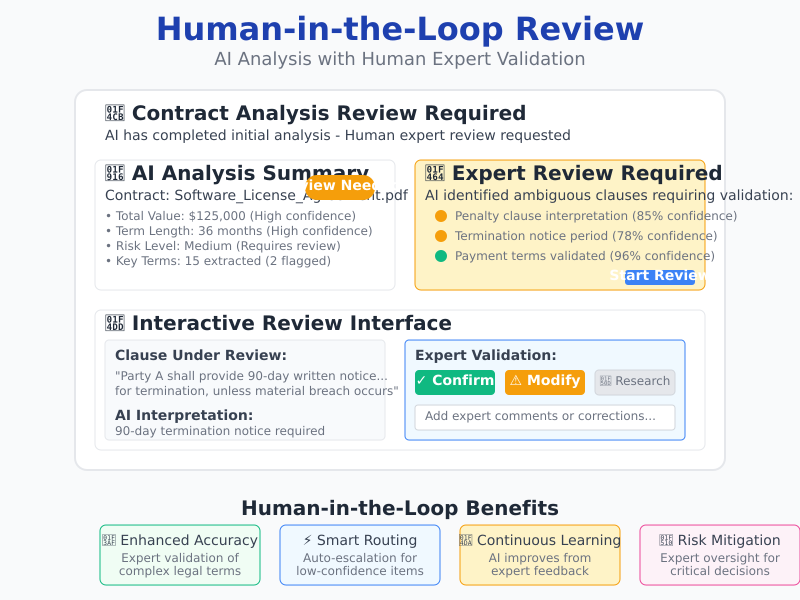 Human-in-the-Loop Review
AI Analysis with Human Expert Validation
Contract Analysis Review Required
AI has completed initial analysis - Human expert review requested
AI Analysis Summary
Contract: Software_License_
.pdf
• Total Value: $125,000 (High confidence)
• Term Length: 36 months (High confidence)
• Risk Level: Medium (Requires review)
• Key Terms: 15 extracted (2 flagged)
Expert Review Required
AI identified ambiguous clauses requiring validation:
Penalty clause interpretation (85% confidence)
Termination notice period (78% confidence)
Payment terms validated (96% confidence)
Start Review
Interactive Review Interface
Clause Under Review:
"Party A shall provide 90-day written notice...
for termination, unless material breach occurs"
AI Interpretation:
90-day termination notice required
Expert Validation:
✓ Confirm
⚠ Modify
Research
Add expert comments or corrections...
Human-in-the-Loop Benefits
Enhanced Accuracy
Expert validation of
complex legal terms
⚡ Smart Routing
Auto-escalation for
low-confidence items
Continuous Learning
AI improves from
expert feedback
Risk Mitigation
Expert oversight for
critical decisions